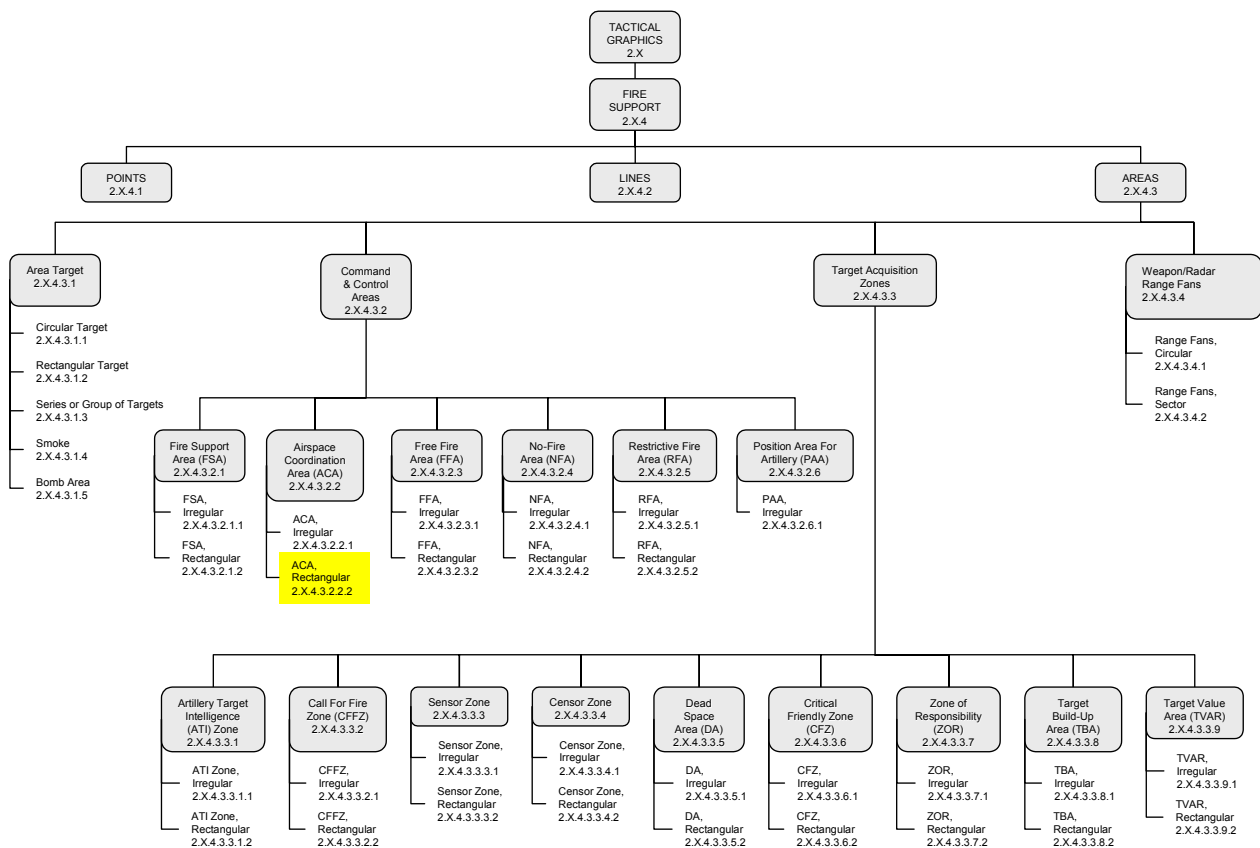 TACTICAL
GRAPHICS
2.X
FIRE
SUPPORT
2.X.4
POINTS
2.X.4.1
LINES
2.X.4.2
AREAS
2.X.4.3
Area Target
2.X.4.3.1
Circular Target
2.X.4.3.1.1
Rectangular Target
2.X.4.3.1.2
Series or Group of Targets
2.X.4.3.1.3
Smoke
2.X.4.3.1.4
Bomb Area
2.X.4.3.1.5
Command
& Control
Areas
2.X.4.3.2
Fire Support
Area (FSA)
2.X.4.3.2.1
FSA,
Irregular
2.X.4.3.2.1.1
FSA,
Rectangular
2.X.4.3.2.1.2
Airspace
Coordination
Area (ACA)
2.X.4.3.2.2
ACA,
Irregular
2.X.4.3.2.2.1
ACA,
Rectangular
2.X.4.3.2.2.2
Free Fire
Area (FFA)
2.X.4.3.2.3
FFA,
Irregular
2.X.4.3.2.3.1
FFA,
Rectangular
2.X.4.3.2.3.2
No-Fire
Area (NFA)
2.X.4.3.2.4
NFA,
Irregular
2.X.4.3.2.4.1
NFA,
Rectangular
2.X.4.3.2.4.2
Restrictive Fire
Area (RFA)
2.X.4.3.2.5
RFA,
Irregular
2.X.4.3.2.5.1
RFA,
Rectangular
2.X.4.3.2.5.2
Position Area For
Artillery (PAA)
2.X.4.3.2.6
PAA,
Irregular
2.X.4.3.2.6.1
Target Acquisition
Zones
2.X.4.3.3
Artillery Target
Intelligence
(ATI) Zone
2.X.4.3.3.1
ATI Zone,
Irregular
2.X.4.3.3.1.1
ATI Zone,
Rectangular
2.X.4.3.3.1.2
Call For Fire
Zone (CFFZ)
2.X.4.3.3.2
CFFZ,
Irregular
2.X.4.3.3.2.1
CFFZ,
Rectangular
2.X.4.3.3.2.2
Sensor Zone
2.X.4.3.3.3
Sensor Zone,
Irregular
2.X.4.3.3.3.1
Sensor Zone,
Rectangular
2.X.4.3.3.3.2
Censor Zone
2.X.4.3.3.4
Censor Zone,
Irregular
2.X.4.3.3.4.1
Censor Zone,
Rectangular
2.X.4.3.3.4.2
Dead
Space
Area (DA)
2.X.4.3.3.5
DA,
Irregular
2.X.4.3.3.5.1
DA,
Rectangular
2.X.4.3.3.5.2
Critical
Friendly Zone
(CFZ)
2.X.4.3.3.6
CFZ,
Irregular
2.X.4.3.3.6.1
CFZ,
Rectangular
2.X.4.3.3.6.2
Zone of
Responsibility
(ZOR)
2.X.4.3.3.7
ZOR,
Irregular
2.X.4.3.3.7.1
ZOR,
Rectangular
2.X.4.3.3.7.2
Target
Build-Up
Area (TBA)
2.X.4.3.3.8
TBA,
Irregular
2.X.4.3.3.8.1
TBA,
Rectangular
2.X.4.3.3.8.2
Target Value
Area (TVAR)
2.X.4.3.3.9
TVAR,
Irregular
2.X.4.3.3.9.1
TVAR,
Rectangular
2.X.4.3.3.9.2
Weapon/Radar
Range Fans
2.X.4.3.4
Range Fans,
Circular
2.X.4.3.4.1
Range Fans,
Sector
2.X.4.3.4.2